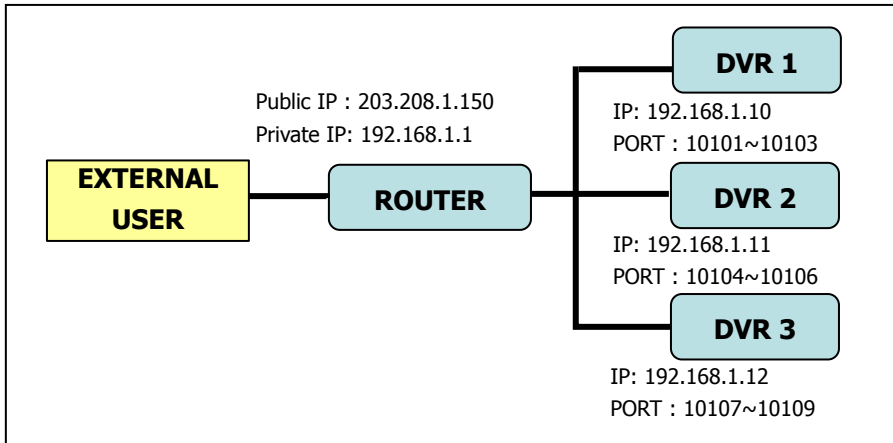 DVR 1
Public IP : 203.208.1.150
Private IP: 192.168.1.1
IP: 192.168.1.10
PORT : 10101~10103
EXTERNAL
USER
ROUTER
DVR 2
IP: 192.168.1.11
PORT : 10104~10106
DVR 3
IP: 192.168.1.12
PORT : 10107~10109